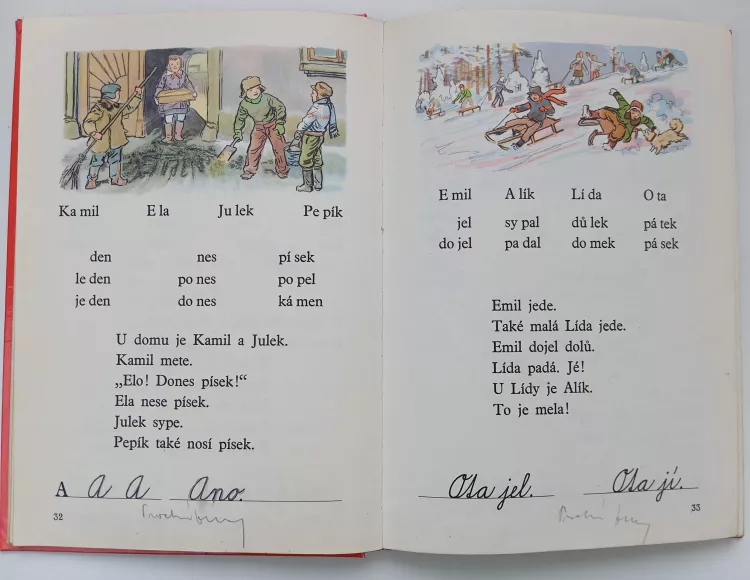 Ka mil E la Ju lek Pe pík
den nes pí sek
le den po nes po pel
je den do nes ká men
U domu je Kamil a Julek.
Kamil mete.
„Elo! Dones písek!“
Ela nese písek.
Julek sype.
Pepík také nosí písek.
A A A Ano.
32
E mil A lík Lí da O ta
jel sy pal dů lek pá tek
do jel pa dal do mek pá sek
Emil jede.
Také malá Lída jede.
Emil dojel dolů.
Lída padá. Jé!
U Lídy je Alík.
To je mela!
Ota jel. Ota jí.
33